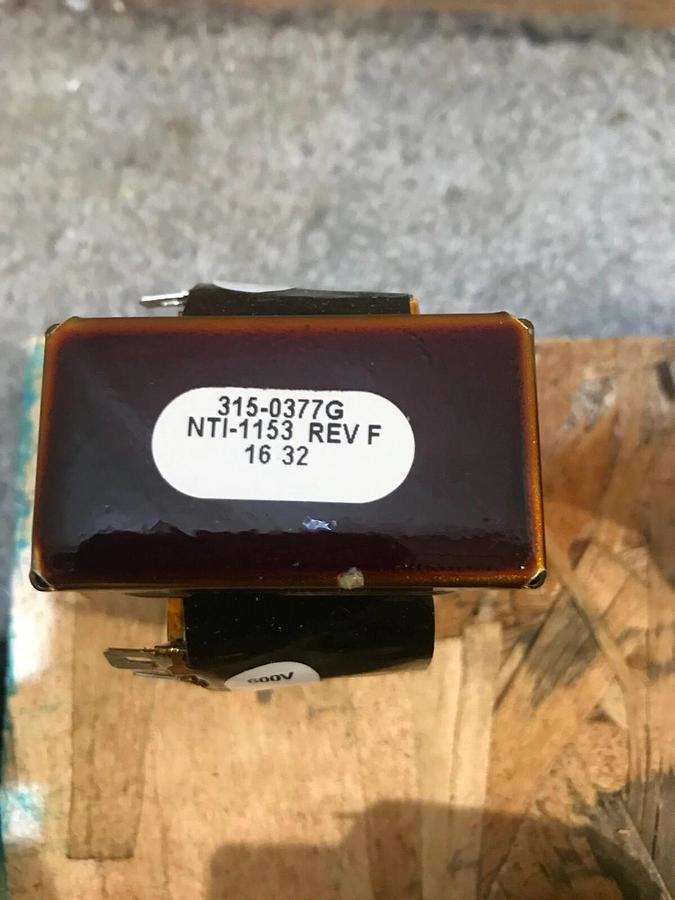 315-0377G
NTI-1153 REV F
16 32
600V